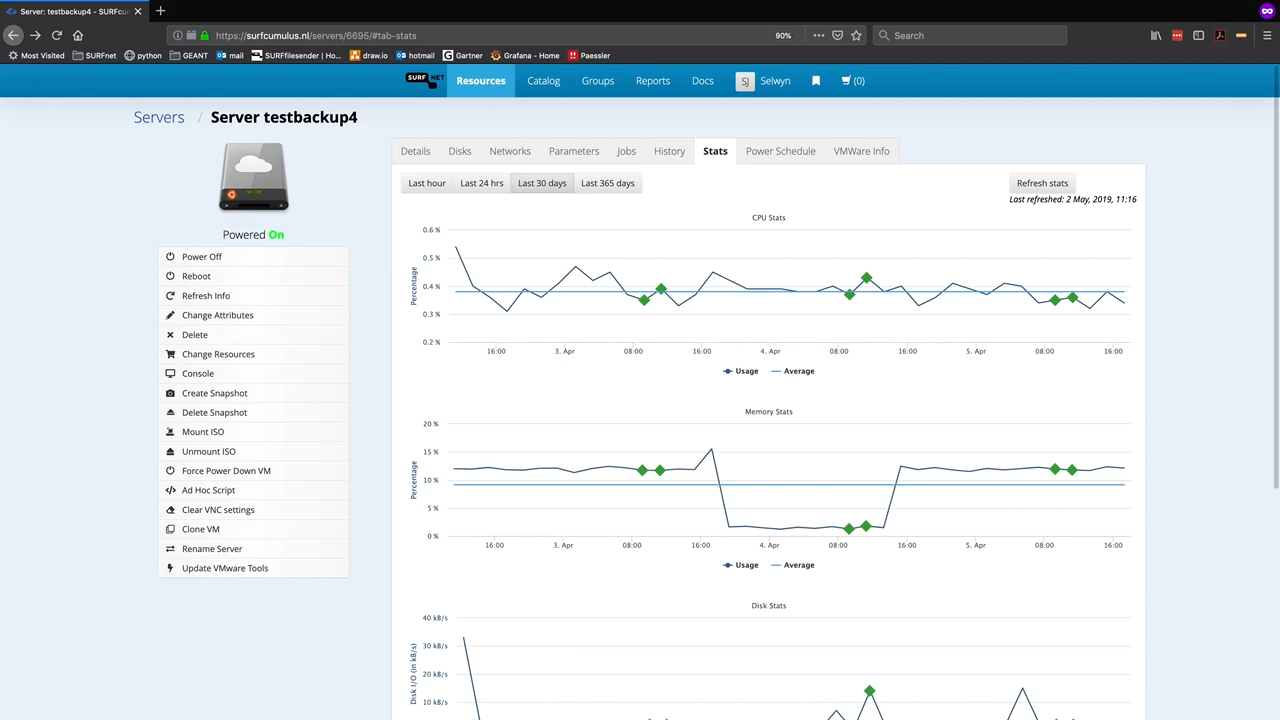 Server: testbackup4 - SURFcum
https://surfcumulus.nl/servers/6695/#tab-stats
90%
Search
Most Visited
SURFnet
python
GEANT
mail
SURFfilesender | Ho...
draw.io
hotmail
Gartner
Grafana - Home
Paessler
SURF NET
Resources
Catalog
Groups
Reports
Docs
SJ
Selwyn
(0)
Servers / Server testbackup4
Powered On
Power Off
Reboot
Refresh Info
Change Attributes
Delete
Change Resources
Console
Create Snapshot
Delete Snapshot
Mount ISO
Unmount ISO
Force Power Down VM
Ad Hoc Script
Clear VNC settings
Clone VM
Rename Server
Update VMware Tools
Details
Disks
Networks
Parameters
Jobs
History
Stats
Power Schedule
VMWare Info
Last hour
Last 24 hrs
Last 30 days
Last 365 days
Refresh stats
Last refreshed: 2 May, 2019, 11:16
CPU Stats
Percentage
0.6 %
0.5 %
0.4 %
0.3 %
0.2 %
16:00
3. Apr
08:00
16:00
4. Apr
08:00
16:00
5. Apr
08:00
16:00
Usage
Average
Memory Stats
Percentage
20 %
15 %
10 %
5 %
0 %
16:00
3. Apr
08:00
16:00
4. Apr
08:00
16:00
5. Apr
08:00
16:00
Usage
Average
Disk Stats
Disk I/O (in kB/s)
40 kB/s
30 kB/s
20 kB/s
10 kB/s